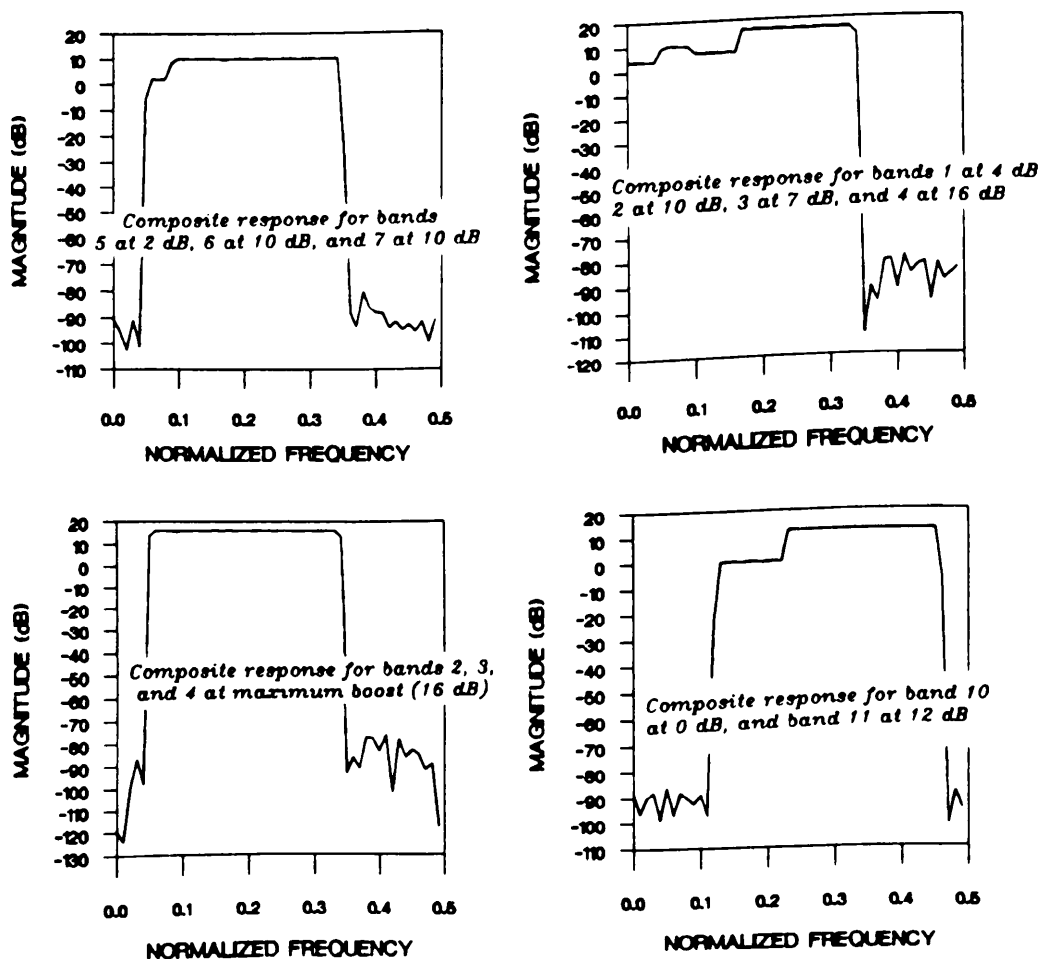 20
10
0
-10
-20
-30
-40
-50
-60
-70
-80
-90
-100
-110
MAGNITUDE (dB)
Composite response for bands
5 at 2 dB, 6 at 10 dB, and 7 at 10 dB
0.0 0.1 0.2 0.3 0.4 0.5
NORMALIZED FREQUENCY
20
10
0
-10
-20
-30
-40
-50
-60
-70
-80
-90
-100
-110
-120
MAGNITUDE (dB)
Composite response for bands 1 at 4 dB
2 at 10 dB, 3 at 7 dB, and 4 at 16 dB
0.0 0.1 0.2 0.3 0.4 0.5
NORMALIZED FREQUENCY
20
10
0
-10
-20
-30
-40
-50
-60
-70
-80
-90
-100
-110
-120
-130
MAGNITUDE (dB)
Composite response for bands 2, 3,
and 4 at maximum boost (16 dB)
0.0 0.1 0.2 0.3 0.4 0.5
NORMALIZED FREQUENCY
20
10
0
-10
-20
-30
-40
-50
-60
-70
-80
-90
-100
-110
MAGNITUDE (dB)
Composite response for band 10
at 0 dB, and band 11 at 12 dB
0.0 0.1 0.2 0.3 0.4 0.5
NORMALIZED FREQUENCY